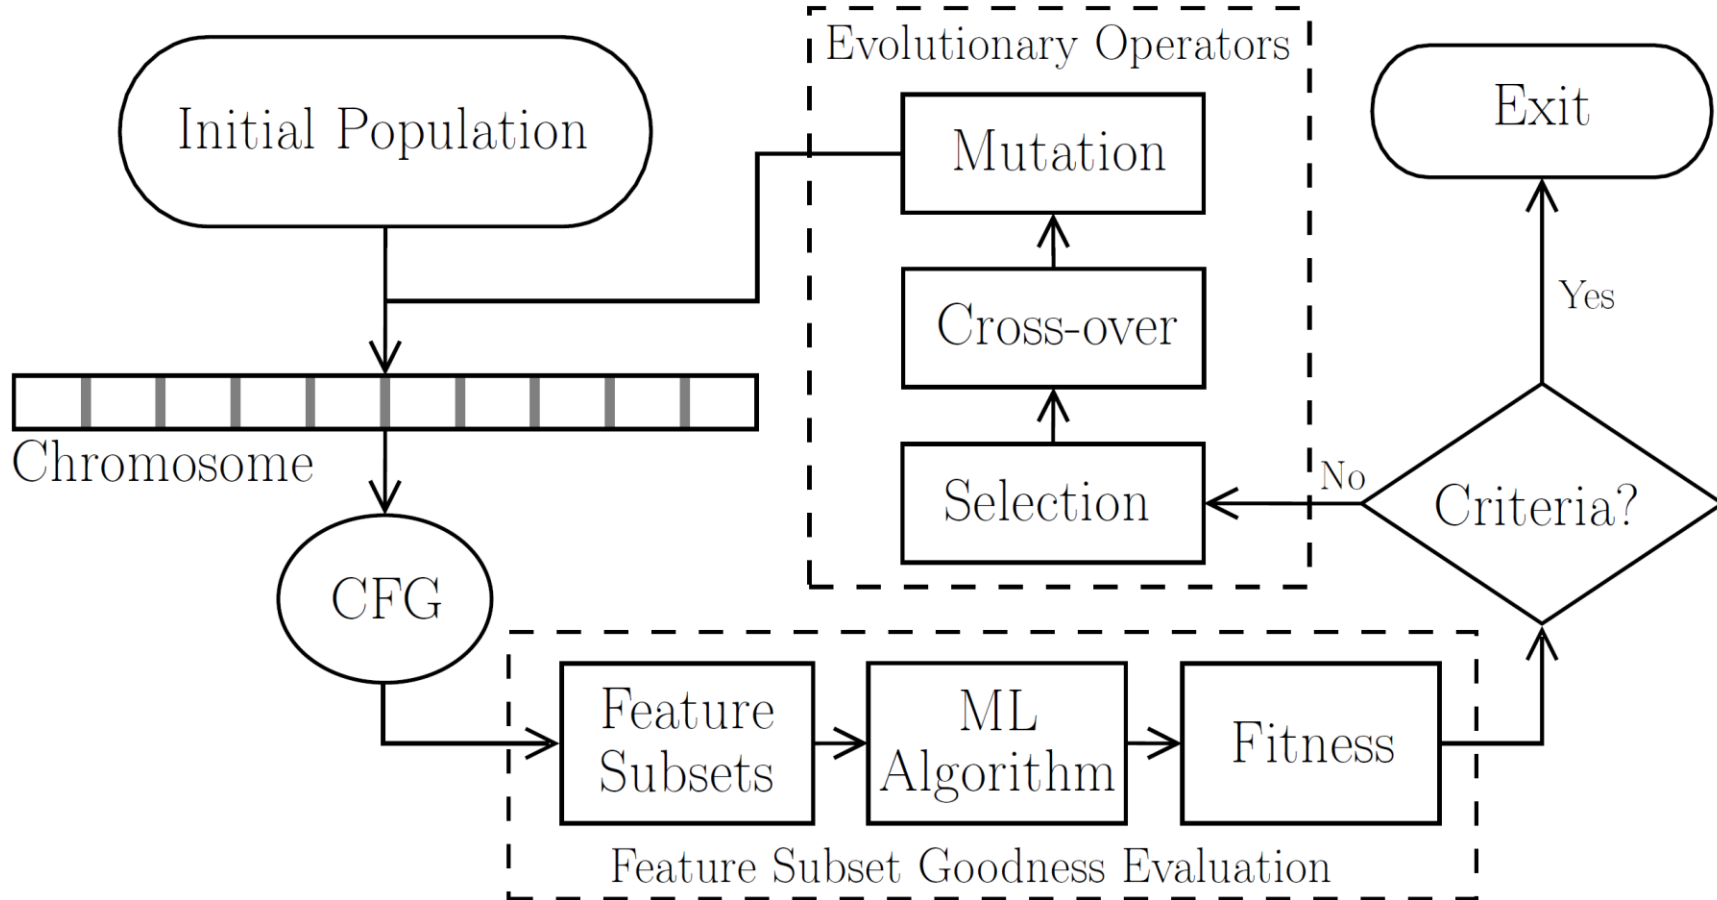 Initial Population
Evolutionary Operators
Mutation
Exit
Cross-over
Yes
Chromosome
Selection
No
Criteria?
CFG
Feature
Subsets
ML
Algorithm
Fitness
Feature Subset Goodness Evaluation